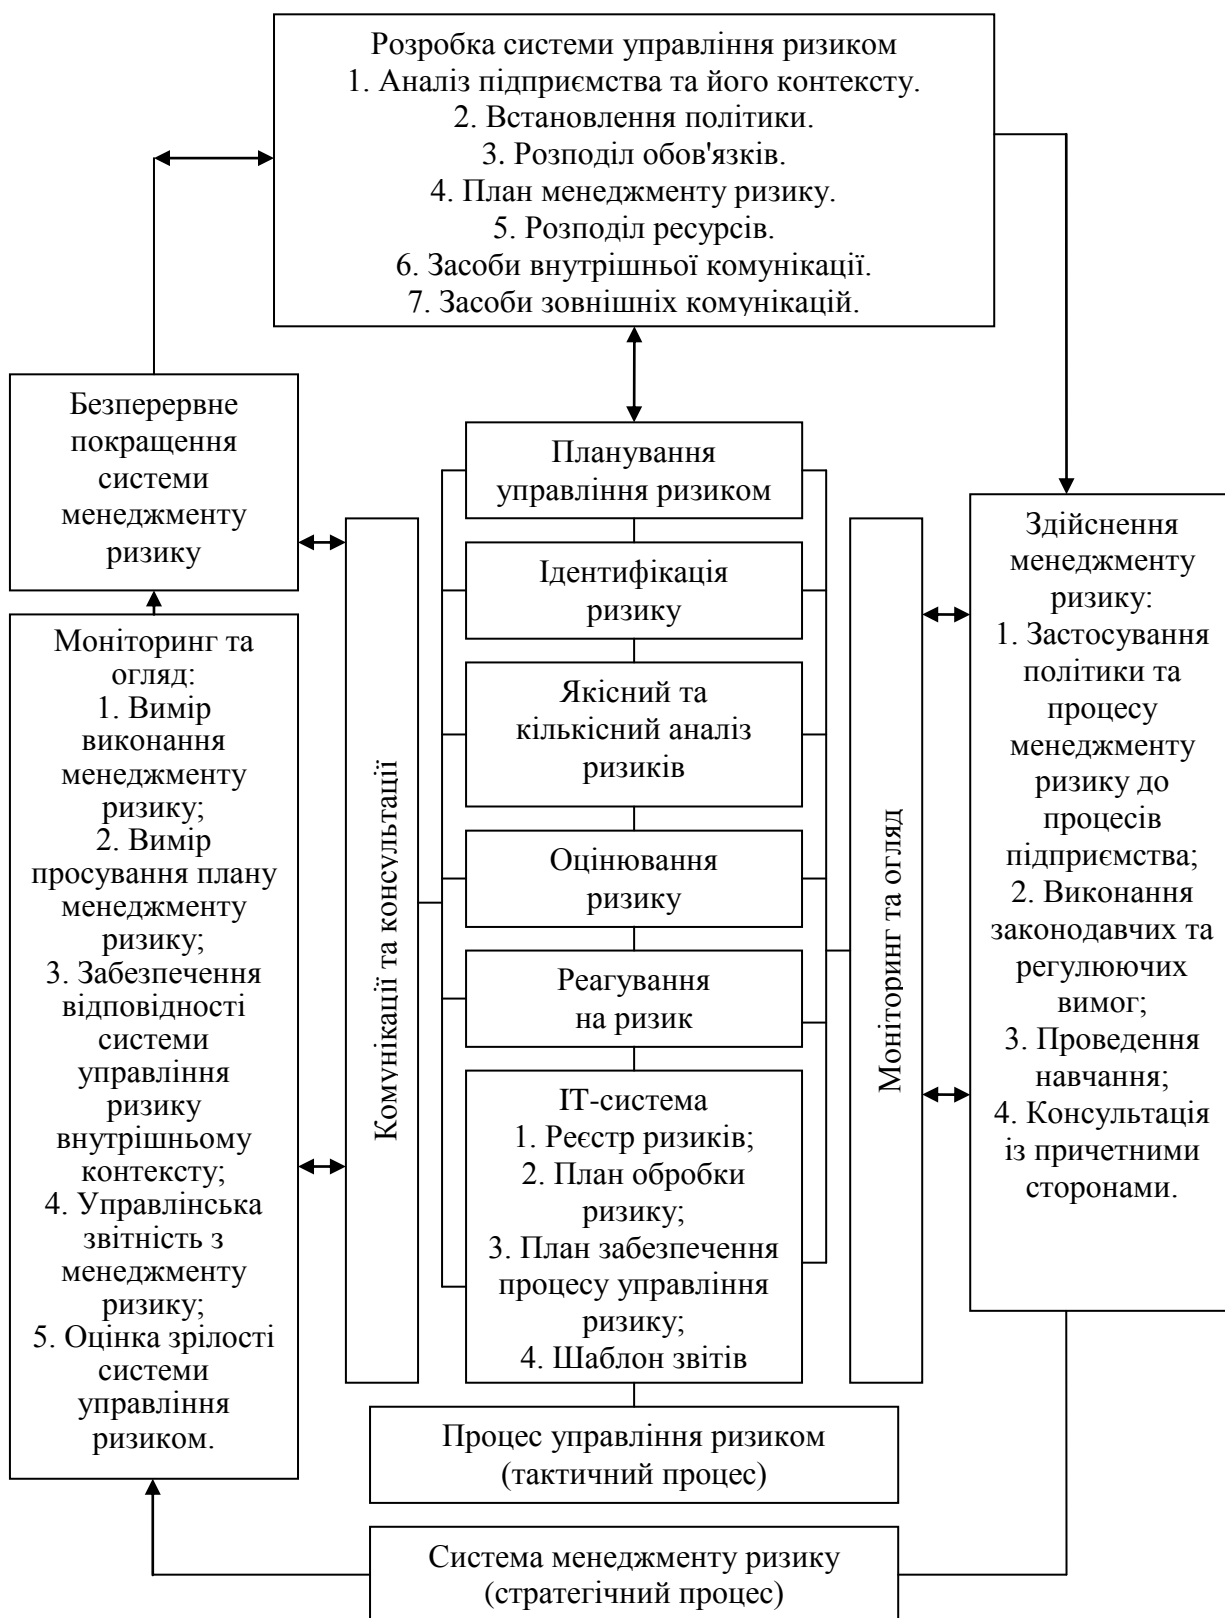 Розробка системи управління ризиком
1. Аналіз підприємства та його контексту.
2. Встановлення політики.
3. Розподіл обов'язків.
4. План менеджменту ризику.
5. Розподіл ресурсів.
6. Засоби внутрішньої комунікації.
7. Засоби зовнішніх комунікацій.
Безперервне
покращення
системи
менеджменту
ризику
Моніторинг та
огляд:
1. Вимір
виконання
менеджменту
ризику;
2. Вимір
просування плану
менеджменту
ризику;
3. Забезпечення
відповідності
системи
управління
ризику
внутрішньому
контексту;
4. Управлінська
звітність з
менеджменту
ризику;
5. Оцінка зрілості
системи
управління
ризиком.
Комунікації та консультації
Планування
управління ризиком
Ідентифікація
ризику
Якісний та
кількісний аналіз
ризиків
Оцінювання
ризику
Реагування
на ризик
ІТ-система
1. Реєстр ризиків;
2. План обробки
ризику;
3. План забезпечення
процесу управління
ризику;
4. Шаблон звітів
Моніторинг та огляд
Здійснення
менеджменту
ризику:
1. Застосування
політики та
процесу
менеджменту
ризику до
процесів
підприємства;
2. Виконання
законодавчих та
регулюючих
вимог;
3. Проведення
навчання;
4. Консультація
із причетними
сторонами.
Процес управління ризиком
(тактичний процес)
Система менеджменту ризику
(стратегічний процес)